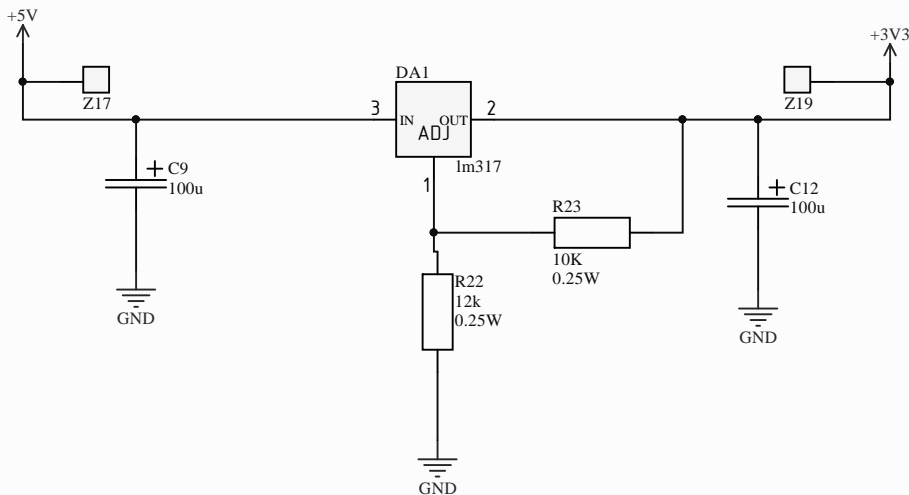 +5V
+3V3
Z17
DA1
Z19
3
IN
OUT
2
ADJ
lm317
1
+ C9
100u
+ C12
100u
R23
10K
0.25W
R22
12k
0.25W
GND
GND
GND